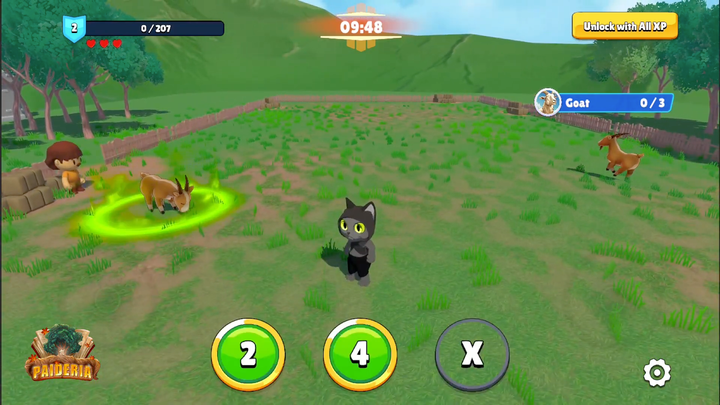 2
0 / 207
09:48
Unlock with All XP
Goat
0 / 3
PAIDERIA
2
4
X